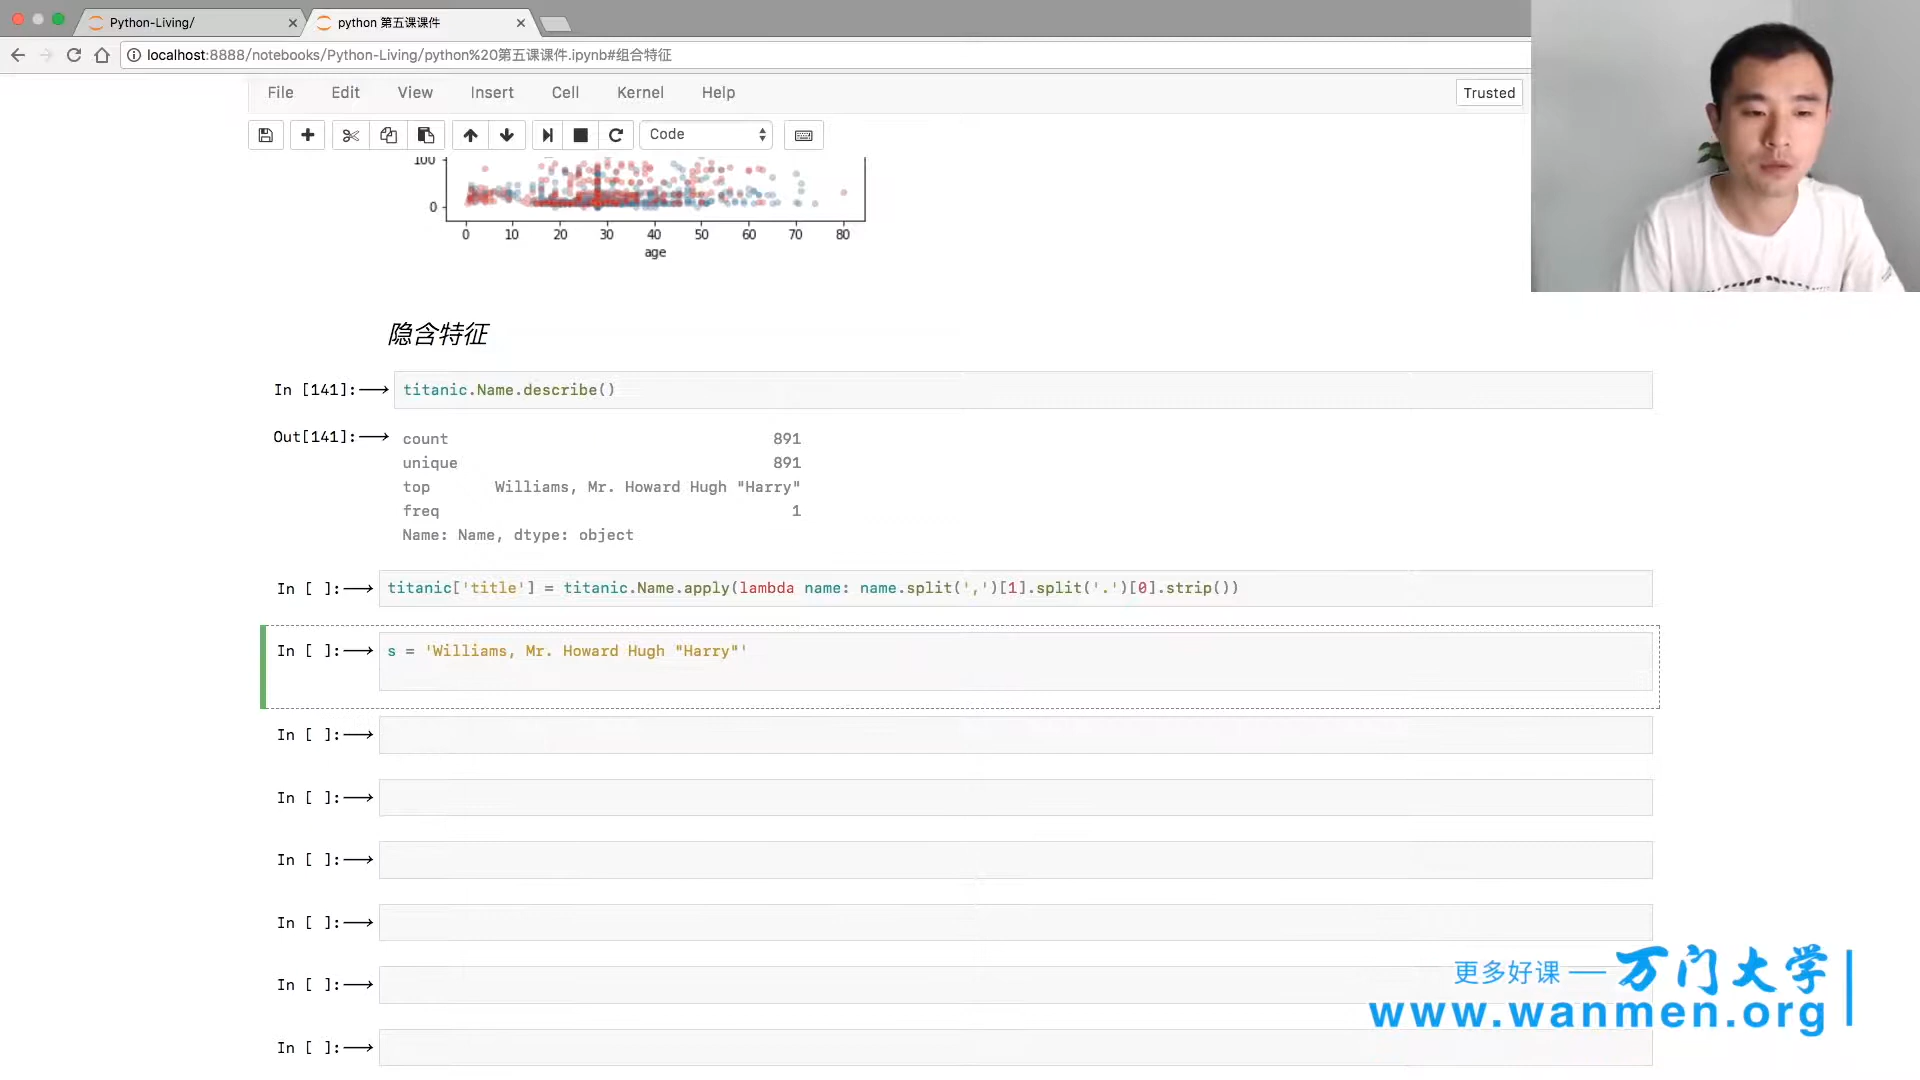 Python-Living/
python 第五课课件
localhost:8888/notebooks/Python-Living/python%20第五课课件.ipynb#组合特征
File Edit View Insert Cell Kernel Help
Trusted
Code
100
0
0 10 20 30 40 50 60 70 80
age
隐含特征
In [141]: titanic.Name.describe()
Out[141]: count 891
unique 891
top Williams, Mr. Howard Hugh "Harry"
freq 1
Name: Name, dtype: object
In [ ]: titanic['title'] = titanic.Name.apply(lambda name: name.split(',')[1].split('.')[0].strip())
In [ ]: s = 'Williams, Mr. Howard Hugh "Harry"'
In [ ]:
In [ ]:
In [ ]:
In [ ]:
In [ ]:
In [ ]:
更多好课 — 万门大学
www.wanmen.org